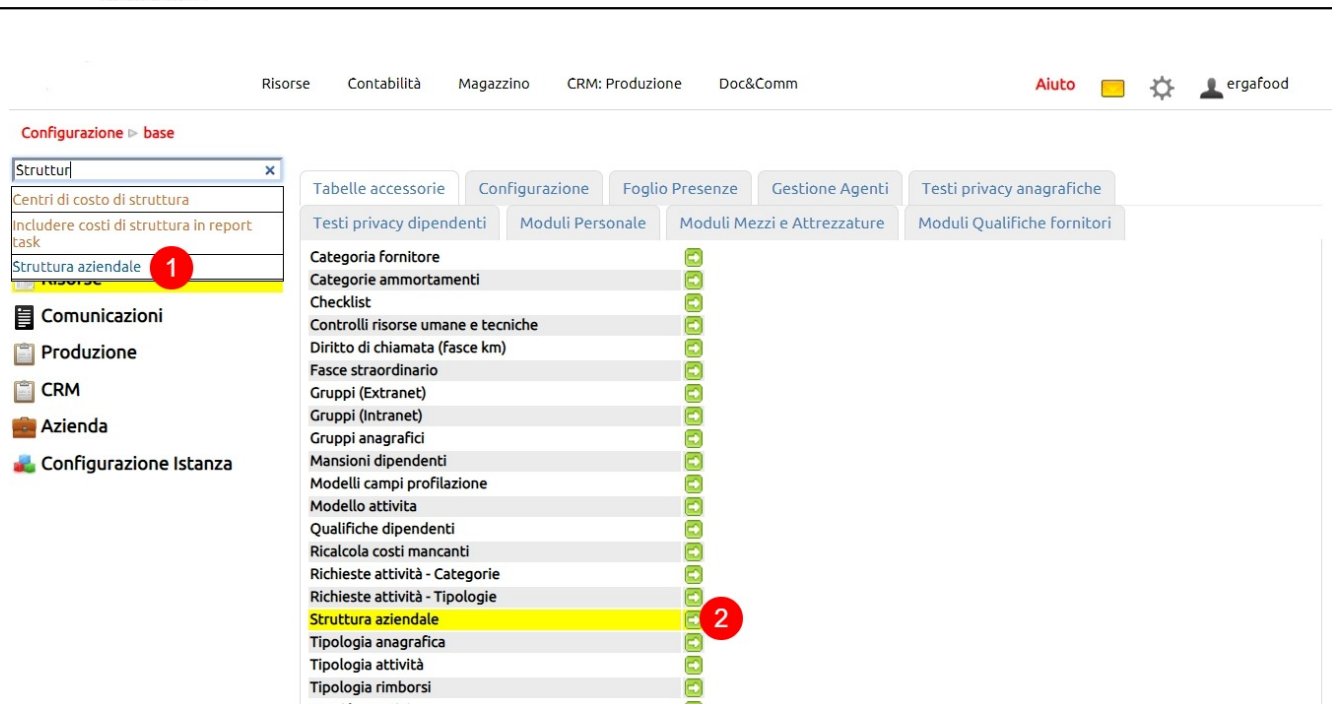 Risorse Contabilità Magazzino CRM: Produzione Doc&Comm Aiuto ergafood
Configurazione ▹ base
Struttur ×
Centri di costo di struttura
Includere costi di struttura in report
task
Struttura aziendale 1
Risorse
Comunicazioni
Produzione
CRM
Azienda
Configurazione Istanza
Tabelle accessorie Configurazione Foglio Presenze Gestione Agenti Testi privacy anagrafiche
Testi privacy dipendenti Moduli Personale Moduli Mezzi e Attrezzature Moduli Qualifiche fornitori
Categoria fornitore
Categorie ammortamenti
Checklist
Controlli risorse umane e tecniche
Diritto di chiamata (fasce km)
Fasce straordinario
Gruppi (Extranet)
Gruppi (Intranet)
Gruppi anagrafici
Mansioni dipendenti
Modelli campi profilazione
Modello attivita
Qualifiche dipendenti
Ricalcola costi mancanti
Richieste attività - Categorie
Richieste attività - Tipologie
Struttura aziendale 2
Tipologia anagrafica
Tipologia attività
Tipologia rimborsi